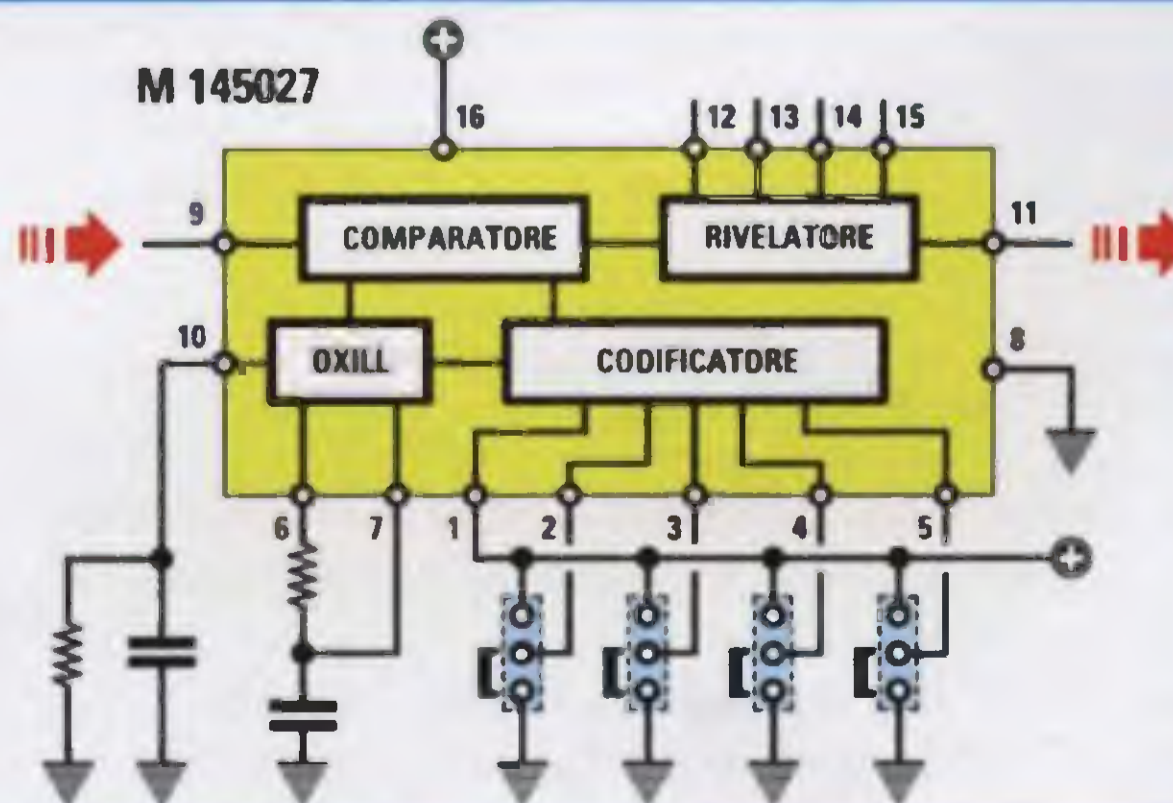 M 145027
16
12 13 14 15
9
COMPARATORE
RIVELATORE
11
10
OXILL
CODIFICATORE
8
6 7 1 2 3 4 5